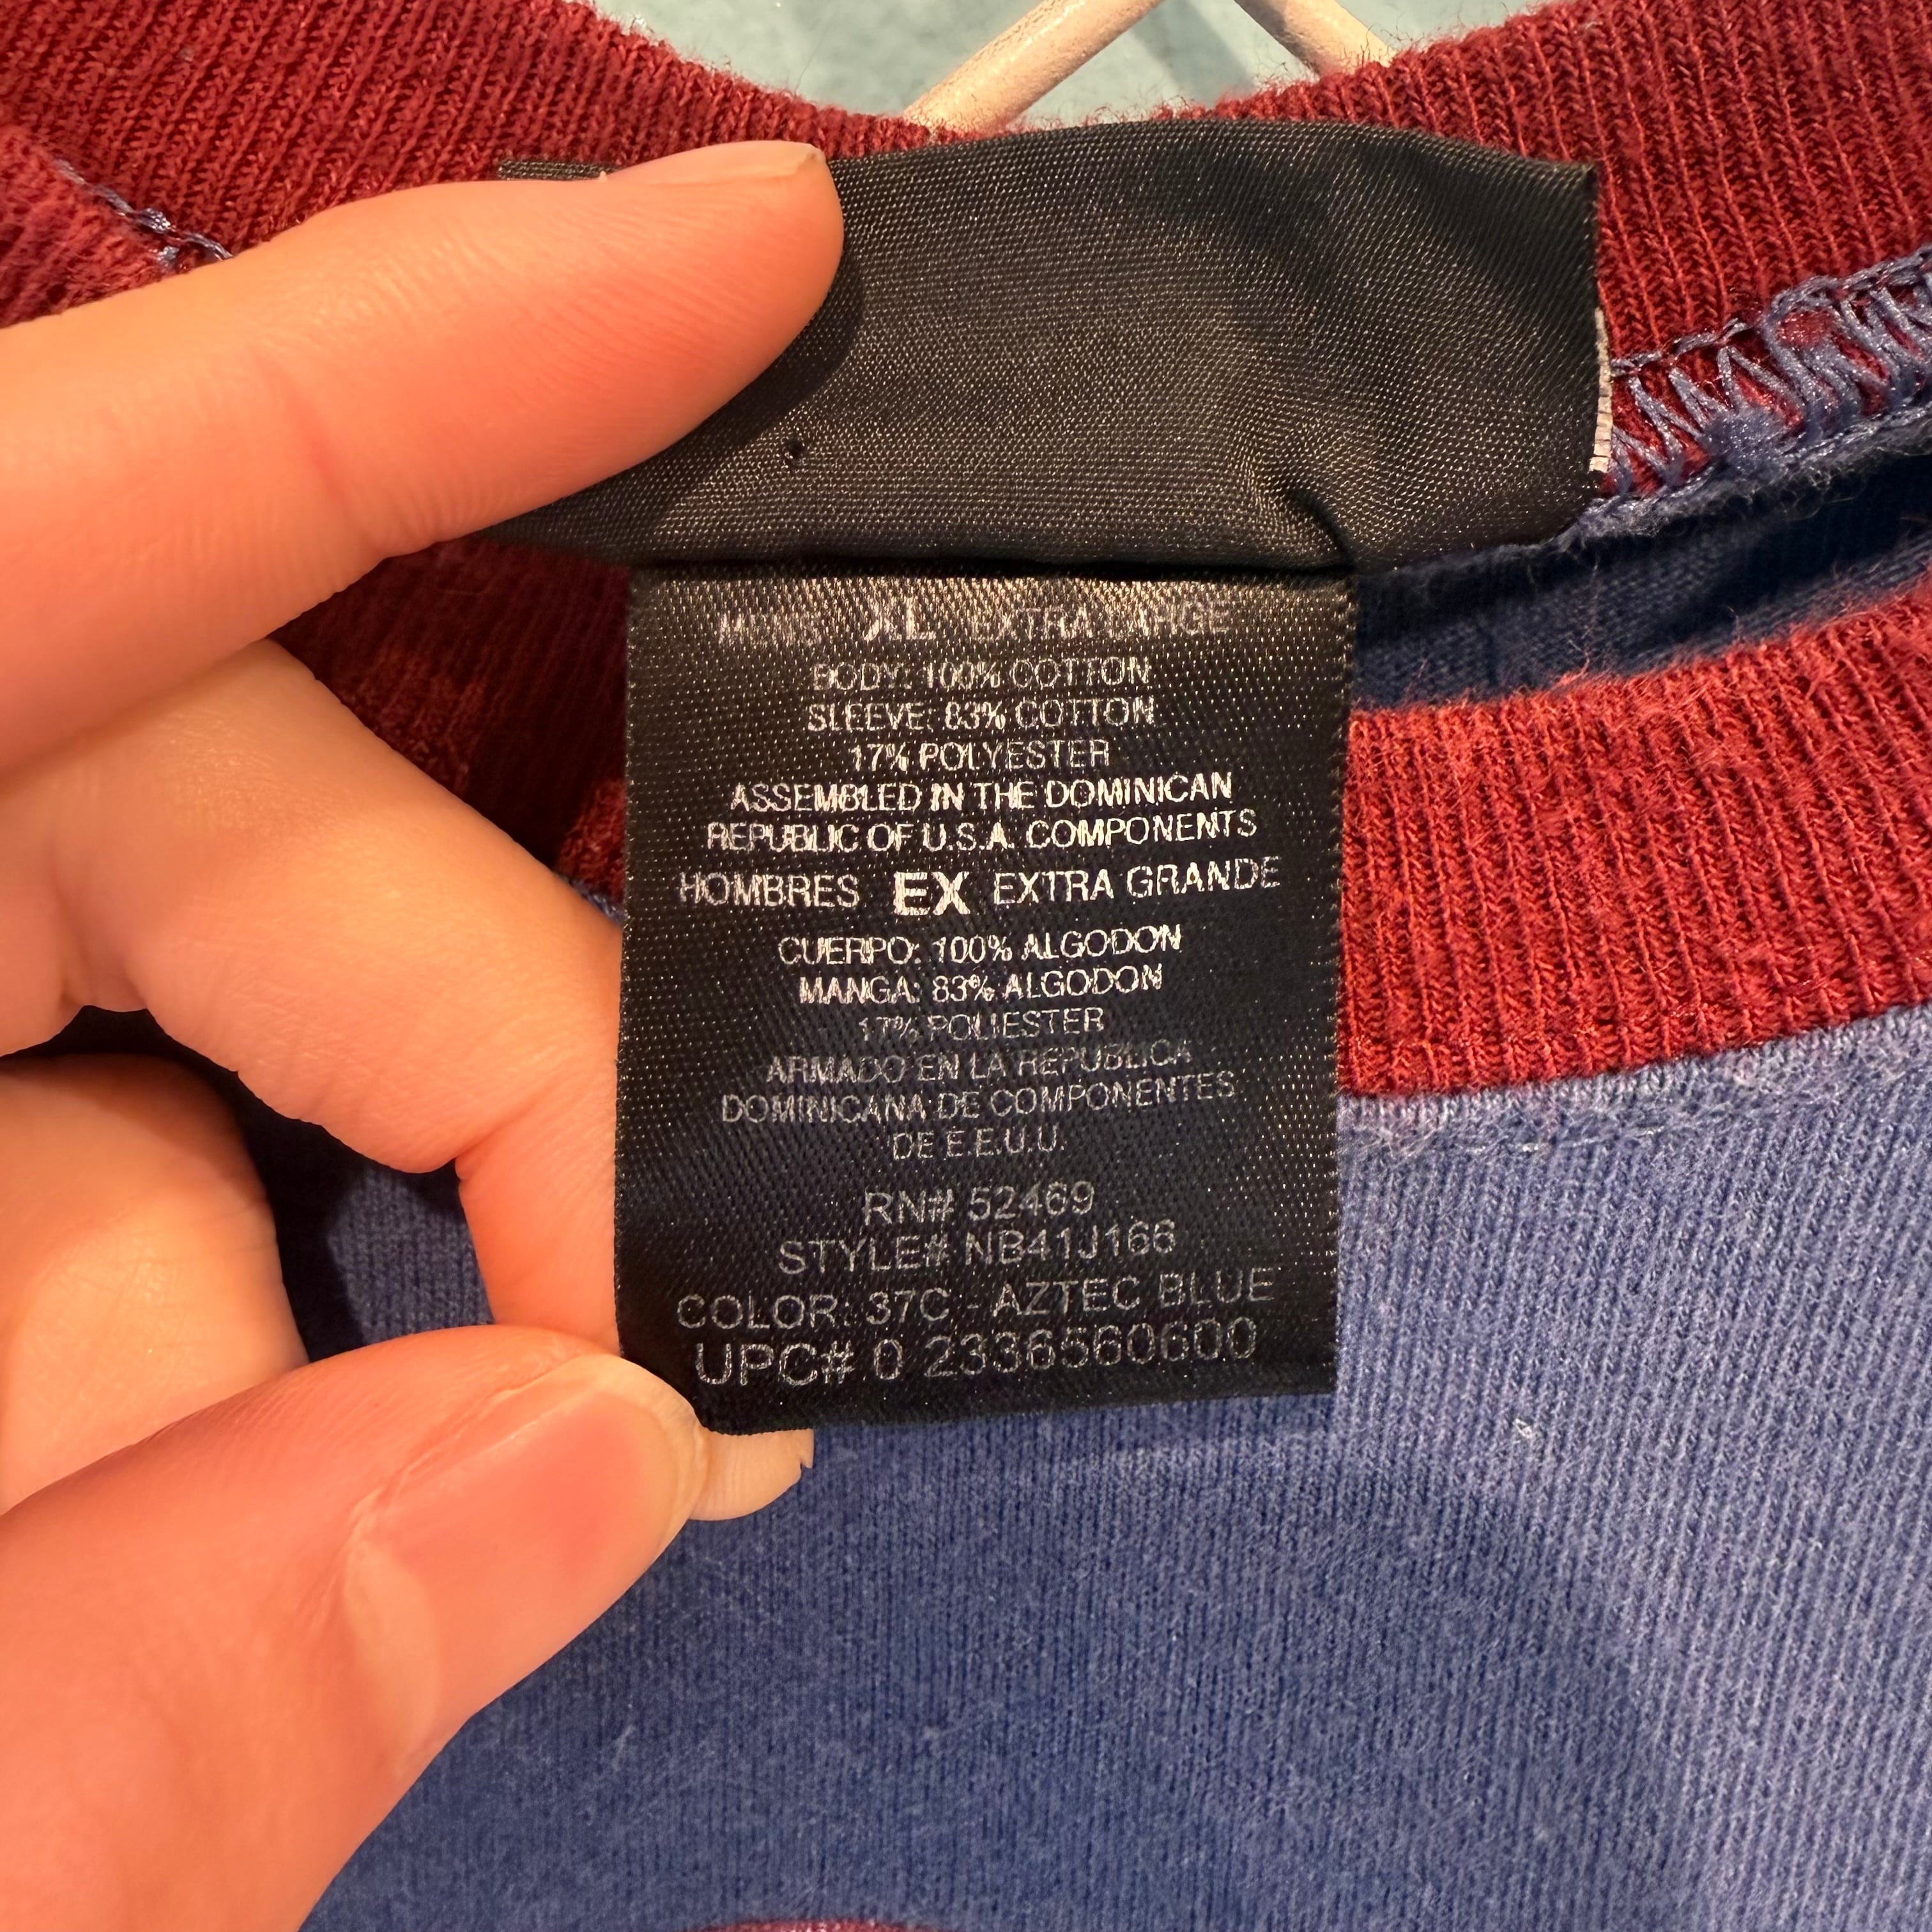 MENS XL EXTRA LARGE
BODY: 100% COTTON
SLEEVE: 83% COTTON
17% POLYESTER
ASSEMBLED IN THE DOMINICAN
REPUBLIC OF U.S.A. COMPONENTS
HOMBRES EX EXTRA GRANDE
CUERPO: 100% ALGODON
MANGA: 83% ALGODON
17% POLIESTER
ARMADO EN LA REPUBLICA
DOMINICANA DE COMPONENTES
DE E.E.U.U.
RN# 52469
STYLE# NB41J166
COLOR: 37C - AZTEC BLUE
UPC# 0 2336560600